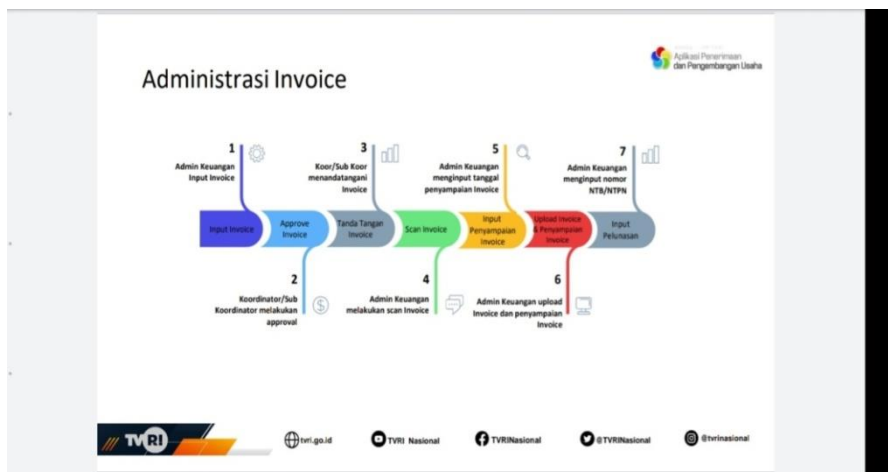 Aplikasi Penerimaan
dan Pengembangan Usaha
Administrasi Invoice
1
Admin Keuangan
Input Invoice
3
Koor/Sub Koor
menandatangani
Invoice
5
Admin Keuangan
menginput tanggal
penyampaian Invoice
7
Admin Keuangan
menginput nomor
NTB/NTPN
Input Invoice
Approve
Invoice
Tanda Tangan
Invoice
Scan Invoice
Input
Penyampaian
Invoice
Upload Invoice
& Penyampaian
Invoice
Input
Pelunasan
2
Koordinator/Sub
Koordinator melakukan
approval
4
Admin Keuangan
melakukan scan Invoice
6
Admin Keuangan upload
Invoice dan penyampaian
Invoice
TVRI
tvri.go.id
TVRI Nasional
TVRINasional
@TVRINasional
@tvrinasional